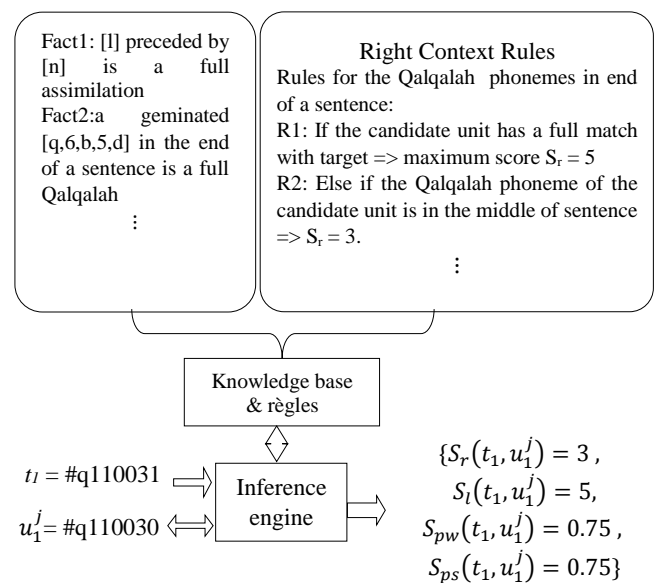 Fact1: [l] preceded by
[n] is a full
assimilation
Fact2:a geminated
[q,6,b,5,d] in the end
of a sentence is a full
Qalqalah
⋮
Right Context Rules
Rules for the Qalqalah phonemes in end
of a sentence:
R1: If the candidate unit has a full match
with target => maximum score Sᵣ = 5
R2: Else if the Qalqalah phoneme of the
candidate unit is in the middle of sentence
=> Sᵣ = 3.
⋮
Knowledge base
& règles
t₁ = #q110031
u₁ʲ= #q110030
Inference
engine
{S_r(t₁, u₁ʲ) = 3 ,
S_l(t₁, u₁ʲ) = 5,
S_pw(t₁, u₁ʲ) = 0.75 ,
S_ps(t₁, u₁ʲ) = 0.75}